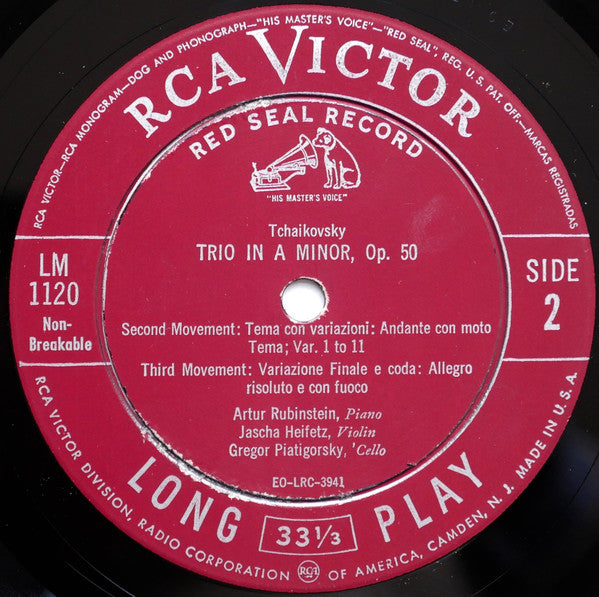 RCA VICTOR—RCA MONOGRAM—DOG AND PHONOGRAPH—"HIS MASTER'S VOICE"—"RED SEAL", REG. U.S. PAT. OFF.—MARCAS REGISTRADAS
RCA VICTOR
RED SEAL RECORD
"HIS MASTER'S VOICE"
Tchaikovsky
TRIO IN A MINOR, Op. 50
LM
1120
Non-
Breakable
SIDE
2
Second Movement: Tema con variazioni: Andante con moto
Tema; Var. 1 to 11
Third Movement: Variazione Finale e coda: Allegro
risoluto e con fuoco
Artur Rubinstein, Piano
Jascha Heifetz, Violin
Gregor Piatigorsky, 'Cello
EO-LRC-3941
LONG 33 1/3 PLAY
RCA VICTOR DIVISION, RADIO CORPORATION RCA OF AMERICA, CAMDEN, N. J. MADE IN U.S.A.